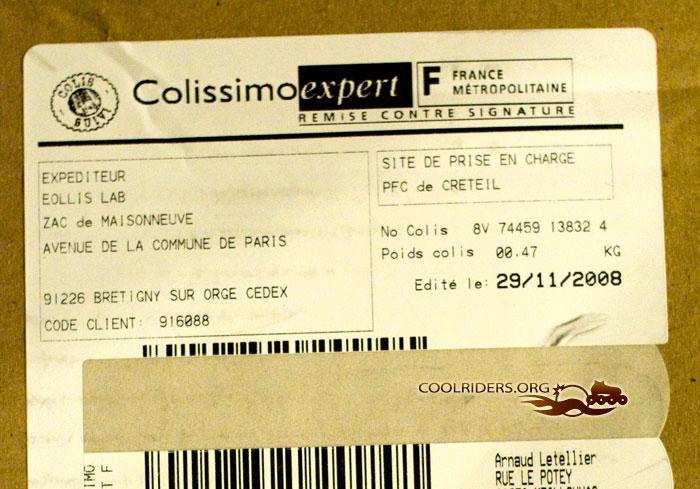 COLIS
SUIVI
Colissimo expert
F FRANCE
MÉTROPOLITAINE
REMISE CONTRE SIGNATURE
EXPEDITEUR
EOLLIS LAB
ZAC de MAISONNEUVE
AVENUE DE LA COMMUNE DE PARIS
91226 BRETIGNY SUR ORGE CEDEX
CODE CLIENT: 916088
SITE DE PRISE EN CHARGE
PFC de CRETEIL
No Colis 8V 74459 13832 4
Poids colis 00.47 KG
Edité le: 29/11/2008
COOLRIDERS.ORG
Arnaud Letellier
RUE LE POTEY